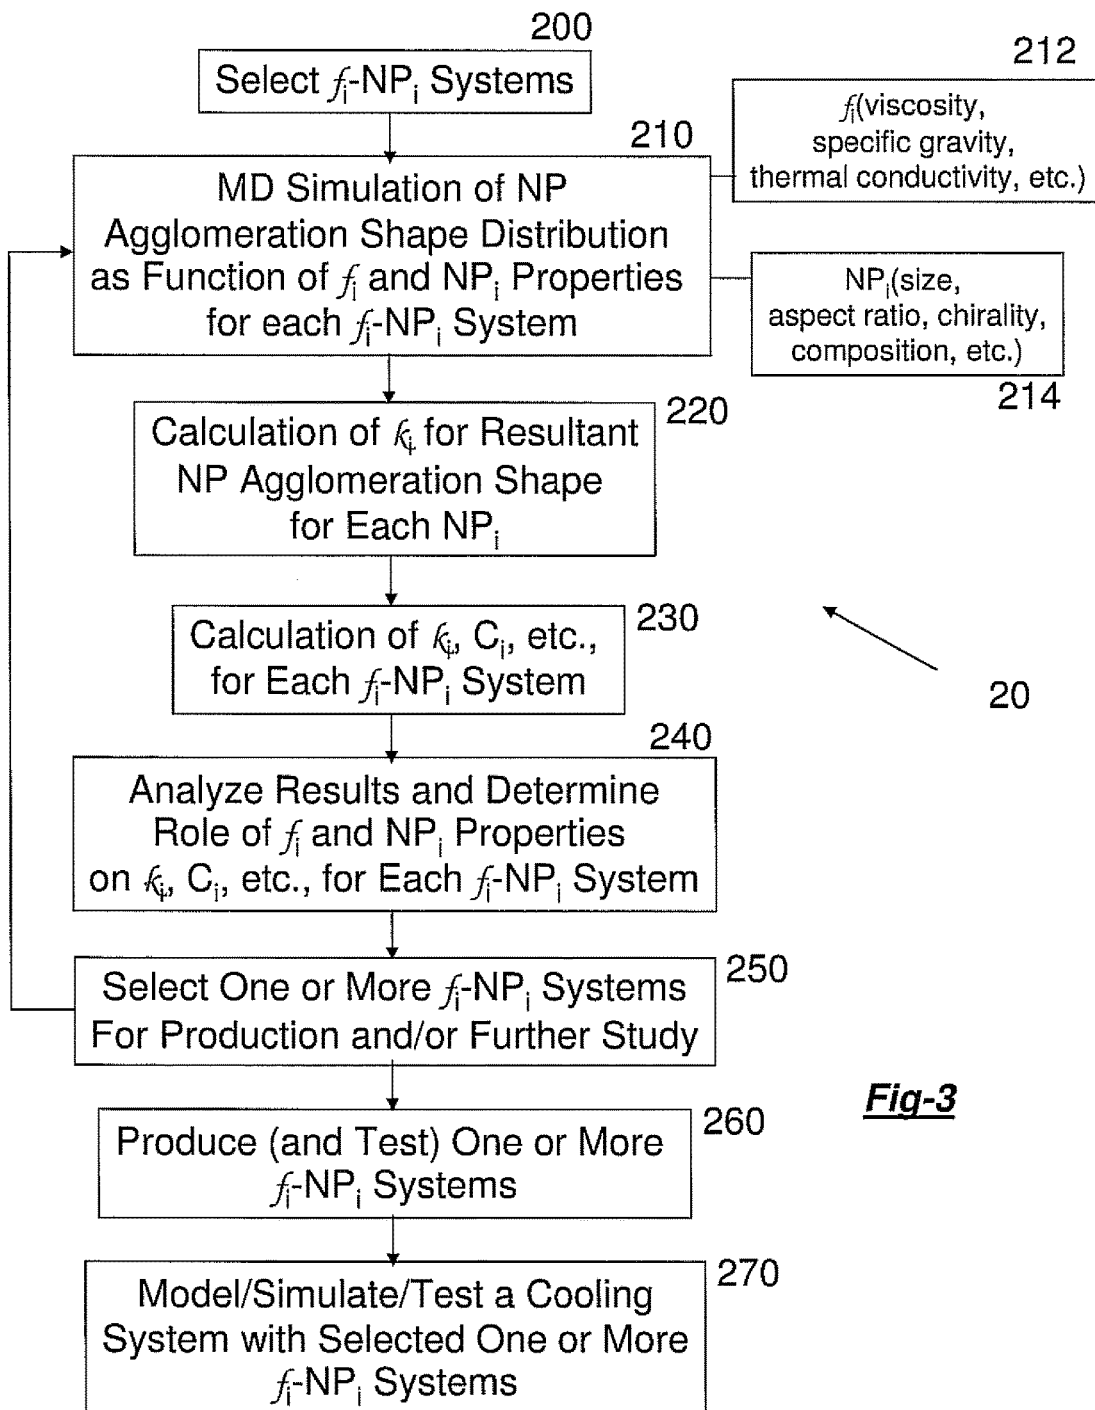 200
Select fᵢ-NPᵢ Systems
212
fᵢ(viscosity,
specific gravity,
thermal conductivity, etc.)
210
MD Simulation of NP
Agglomeration Shape Distribution
as Function of fᵢ and NPᵢ Properties
for each fᵢ-NPᵢ System
NPᵢ(size,
aspect ratio, chirality,
composition, etc.)
214
220
Calculation of kᵢ for Resultant
NP Agglomeration Shape
for Each NPᵢ
230
Calculation of kᵢ, Cᵢ, etc.,
for Each fᵢ-NPᵢ System
20
240
Analyze Results and Determine
Role of fᵢ and NPᵢ Properties
on kᵢ, Cᵢ, etc., for Each fᵢ-NPᵢ System
250
Select One or More fᵢ-NPᵢ Systems
For Production and/or Further Study
Fig-3
260
Produce (and Test) One or More
fᵢ-NPᵢ Systems
270
Model/Simulate/Test a Cooling
System with Selected One or More
fᵢ-NPᵢ Systems